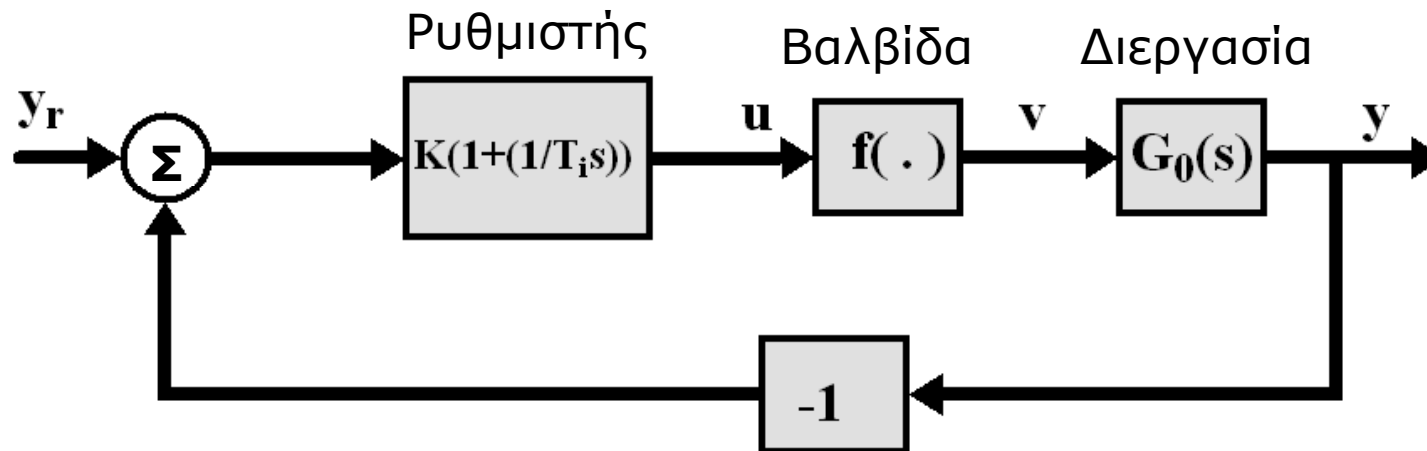 Ρυθμιστής Βαλβίδα Διεργασία
yr Σ K(1+(1/Tis)) u f( . ) v G0(s) y
-1